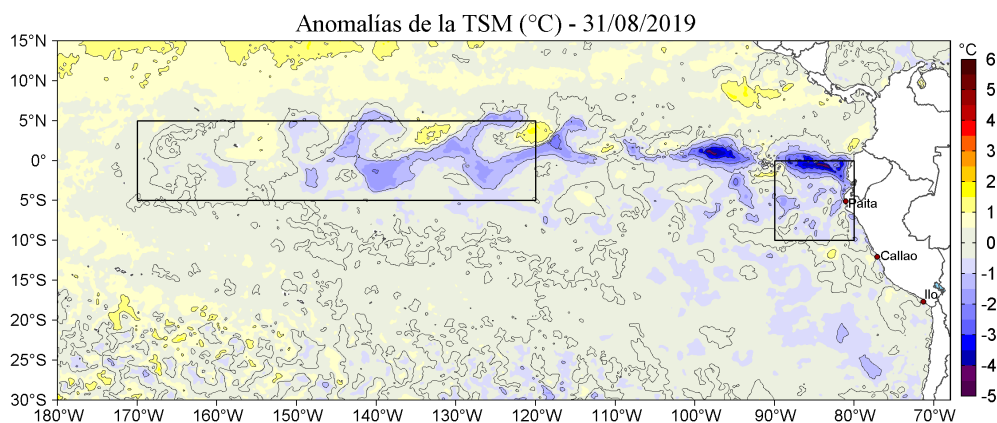 Anomalías de la TSM (°C) - 31/08/2019
15°N
10°N
5°N
0°
5°S
10°S
15°S
20°S
25°S
30°S
180°W
170°W
160°W
150°W
140°W
130°W
120°W
110°W
100°W
90°W
80°W
70°W
Paita
Callao
Ilo
°C
6
5
4
3
2
1
0
-1
-2
-3
-4
-5